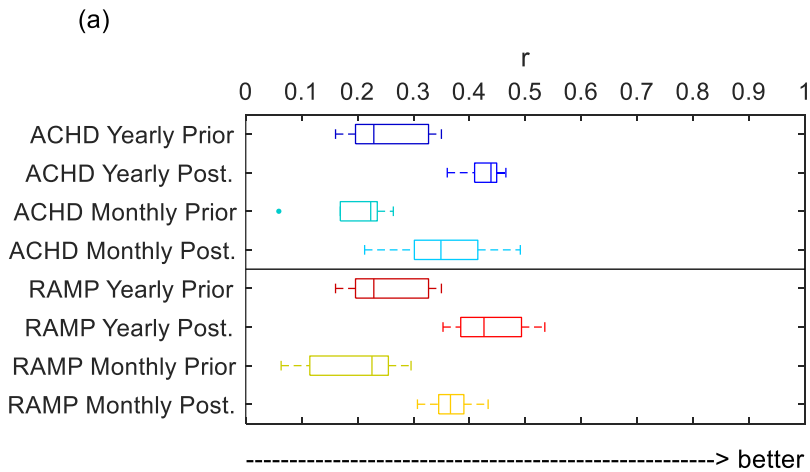 (a)
r
0 0.1 0.2 0.3 0.4 0.5 0.6 0.7 0.8 0.9 1
ACHD Yearly Prior
ACHD Yearly Post.
ACHD Monthly Prior
ACHD Monthly Post.
RAMP Yearly Prior
RAMP Yearly Post.
RAMP Monthly Prior
RAMP Monthly Post.
---------------------------------------------------> better